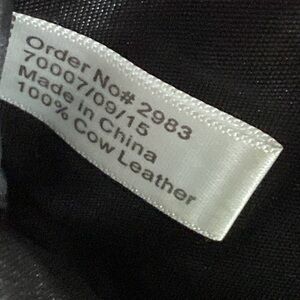 Order No# 2983
70007/09/15
Made in China
100% Cow Leather